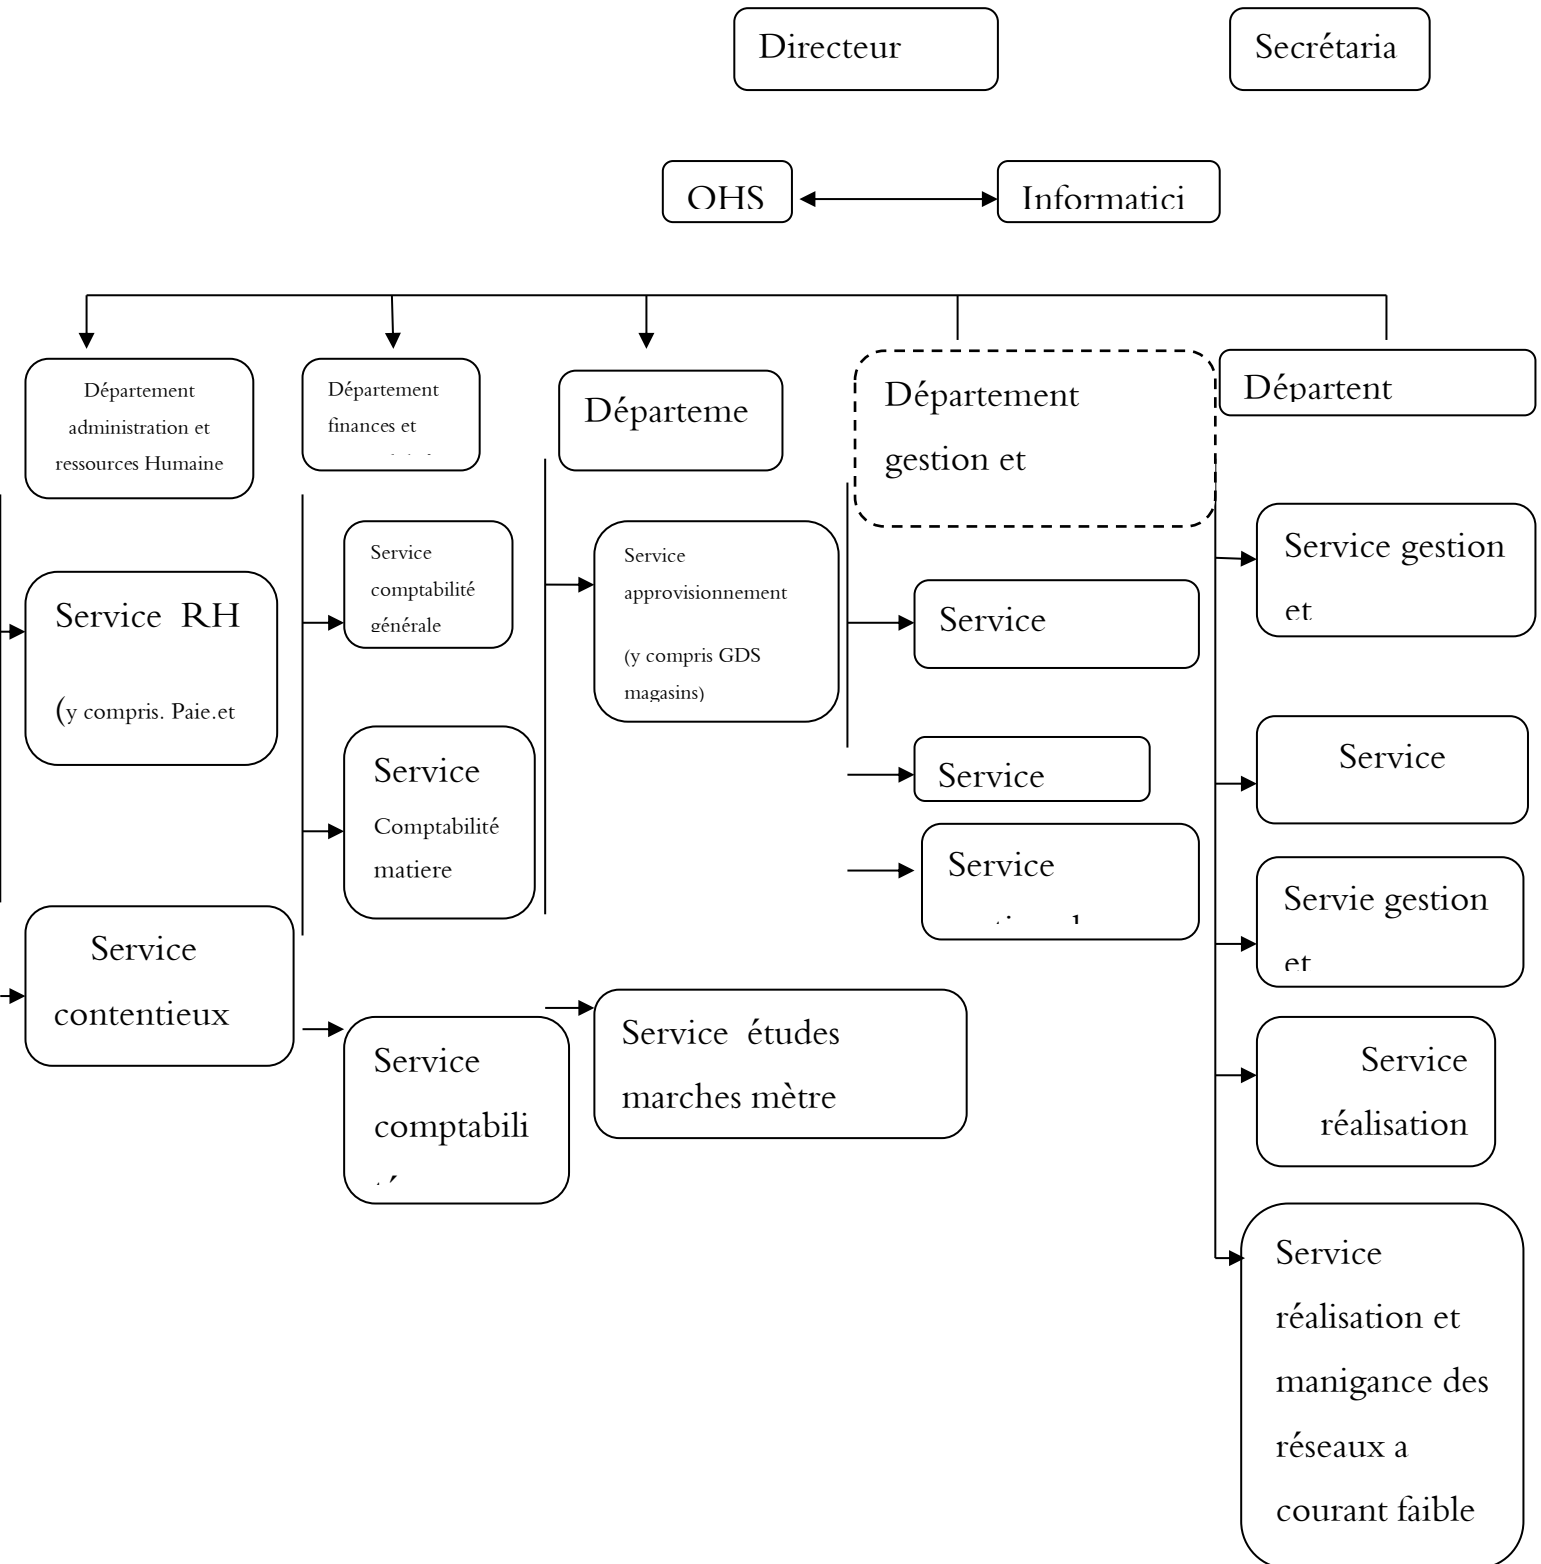 Directeur
Secrétaria
OHS
Informatici
Département
administration et
ressources Humaine
Département
finances et
Départeme
Département
gestion et
Départent
Service RH
(y compris. Paie.et
Service
contentieux
Service
comptabilité
générale
Service
Comptabilité
matiere
Service
comptabili
Service
approvisionnement
(y compris GDS
magasins)
Service études
marches mètre
Service
Service
Service
Service gestion
et
Service
Servie gestion
et
Service
réalisation
Service
réalisation et
manigance des
réseaux a
courant faible